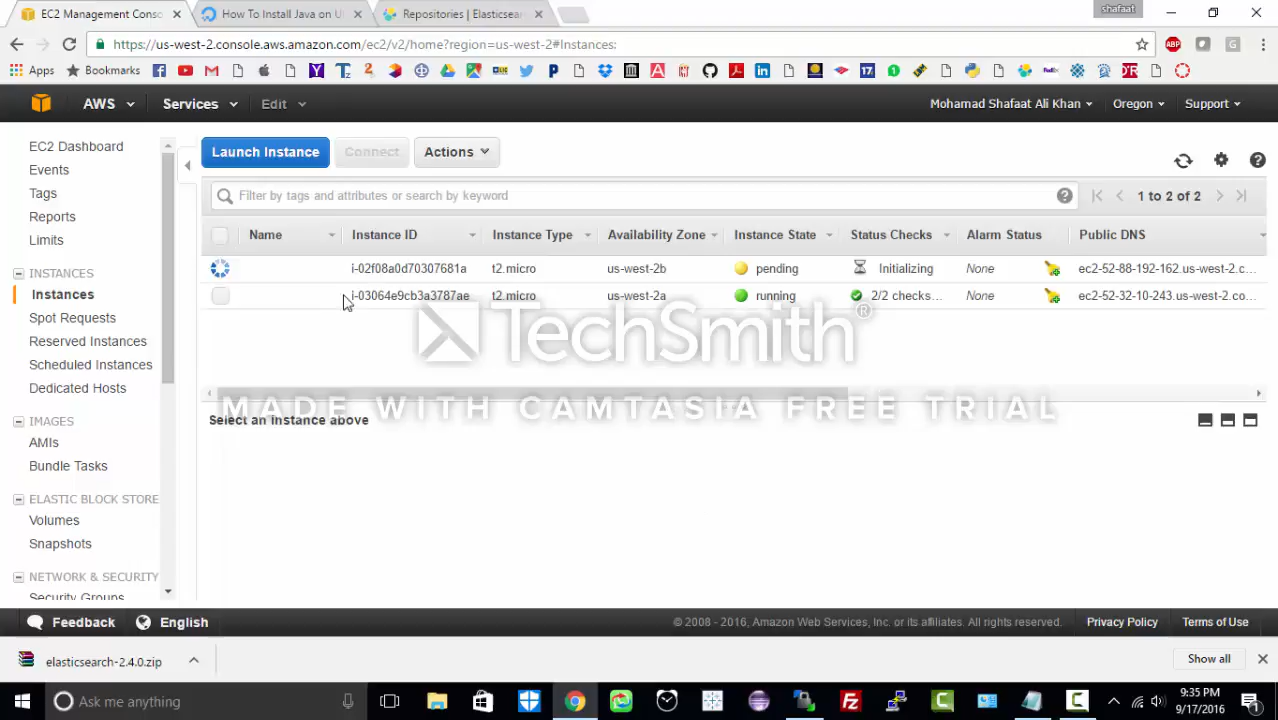 EC2 Management Conso
How To Install Java on U
Repositories | Elasticsea
shafaat
https://us-west-2.console.aws.amazon.com/ec2/v2/home?region=us-west-2#Instances:
ABP
G
Apps
Bookmarks
AWS
Services
Edit
Mohamad Shafaat Ali Khan
Oregon
Support
EC2 Dashboard
Events
Tags
Reports
Limits
INSTANCES
Instances
Spot Requests
Reserved Instances
Scheduled Instances
Dedicated Hosts
IMAGES
AMIs
Bundle Tasks
ELASTIC BLOCK STORE
Volumes
Snapshots
NETWORK & SECURITY
Security Groups
Launch Instance
Connect
Actions
Filter by tags and attributes or search by keyword
1 to 2 of 2
Name Instance ID Instance Type Availability Zone Instance State Status Checks Alarm Status Public DNS
i-02f08a0d70307681a t2.micro us-west-2b pending Initializing None ec2-52-88-192-162.us-west-2.c...
i-03064e9cb3a3787ae t2.micro us-west-2a running 2/2 checks... None ec2-52-32-10-243.us-west-2.co...
TechSmith®
MADE WITH CAMTASIA FREE TRIAL
Select an instance above
Feedback
English
© 2008 - 2016, Amazon Web Services, Inc. or its affiliates. All rights reserved.
Privacy Policy
Terms of Use
elasticsearch-2.4.0.zip
Show all
Ask me anything
9:35 PM
9/17/2016